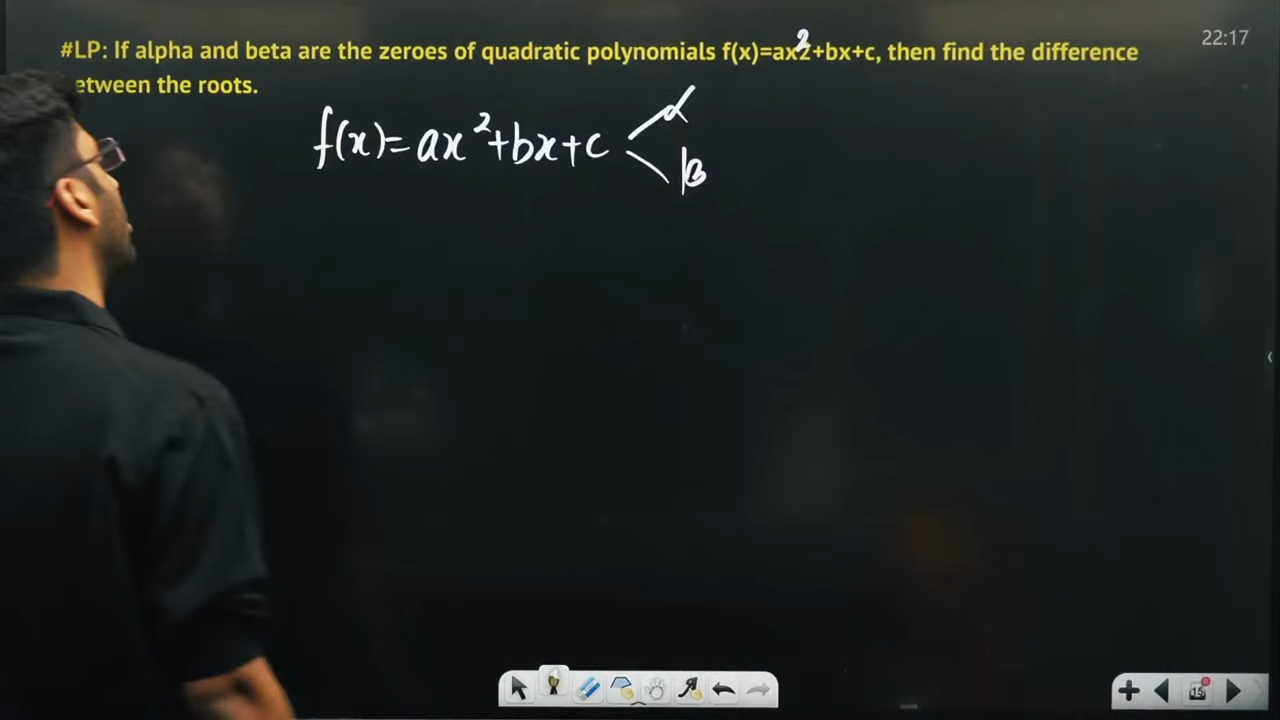 22:17
#LP: If alpha and beta are the zeroes of quadratic polynomials f(x)=ax2+bx+c, then find the difference
etween the roots.
f(x)=ax²+bx+c
α
β
15